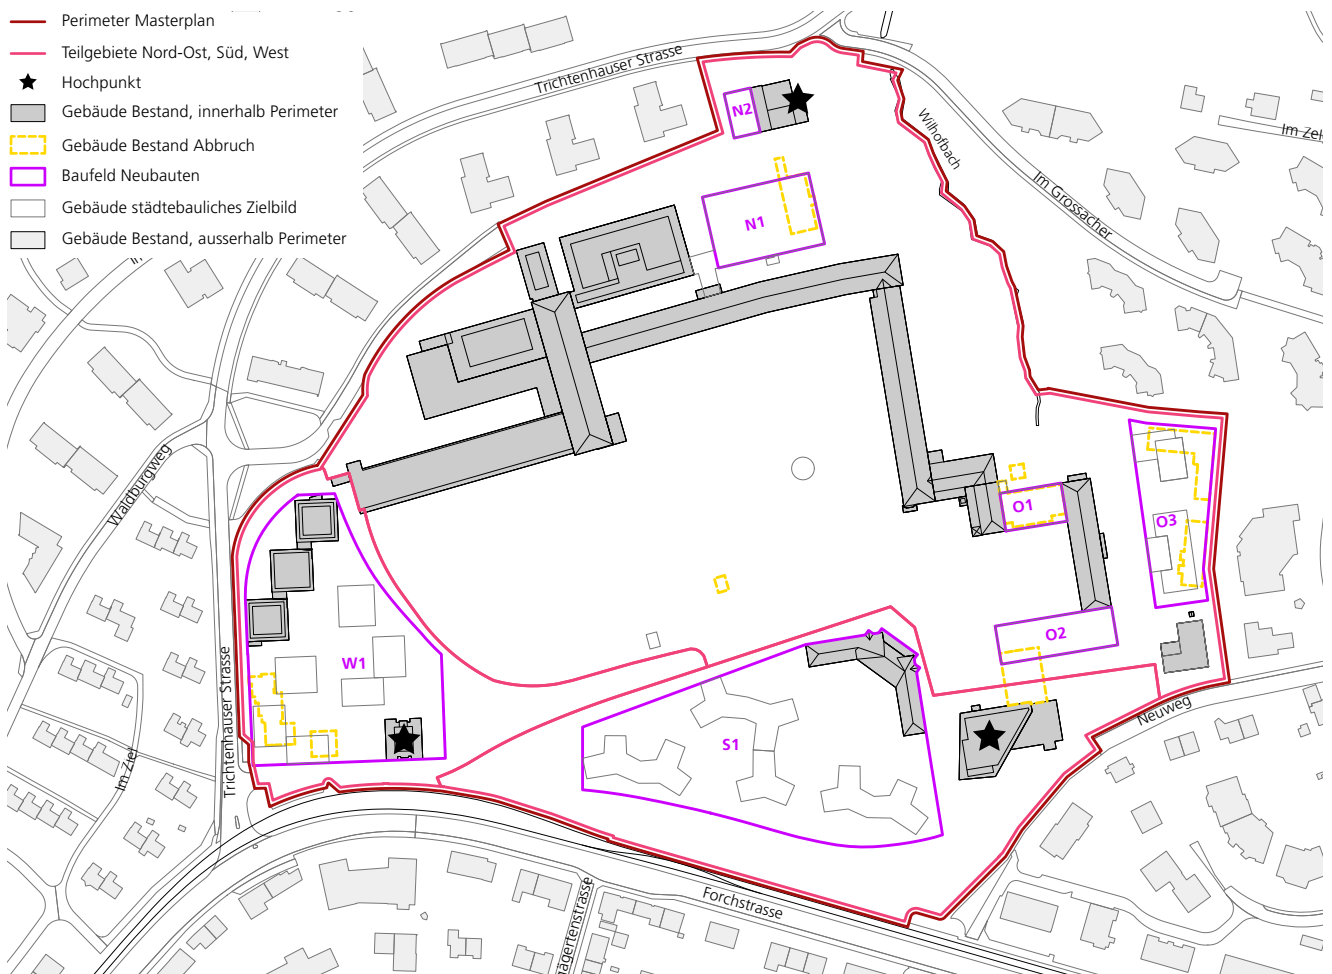 Perimeter Masterplan
Teilgebiete Nord-Ost, Süd, West
Hochpunkt
Gebäude Bestand, innerhalb Perimeter
Gebäude Bestand Abbruch
Baufeld Neubauten
Gebäude städtebauliches Zielbild
Gebäude Bestand, ausserhalb Perimeter
Trichtenhauser Strasse
Wilhofbach
Im Grossacher
N2
N1
Waldburgweg
O1
O3
O2
W1
S1
Trichtenhauser Strasse
Im Zier
Neuweg
Forchstrasse